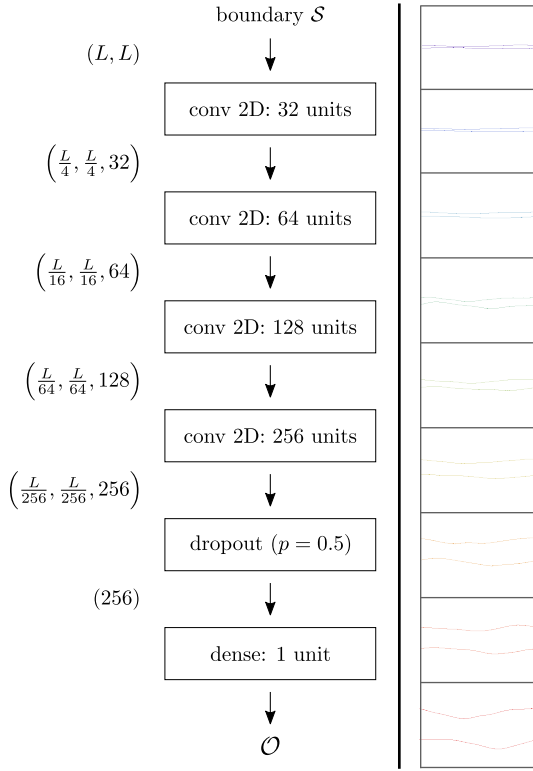 boundary 𝒮
(L, L)
conv 2D: 32 units
(L/4, L/4, 32)
conv 2D: 64 units
(L/16, L/16, 64)
conv 2D: 128 units
(L/64, L/64, 128)
conv 2D: 256 units
(L/256, L/256, 256)
dropout (p = 0.5)
(256)
dense: 1 unit
𝒪